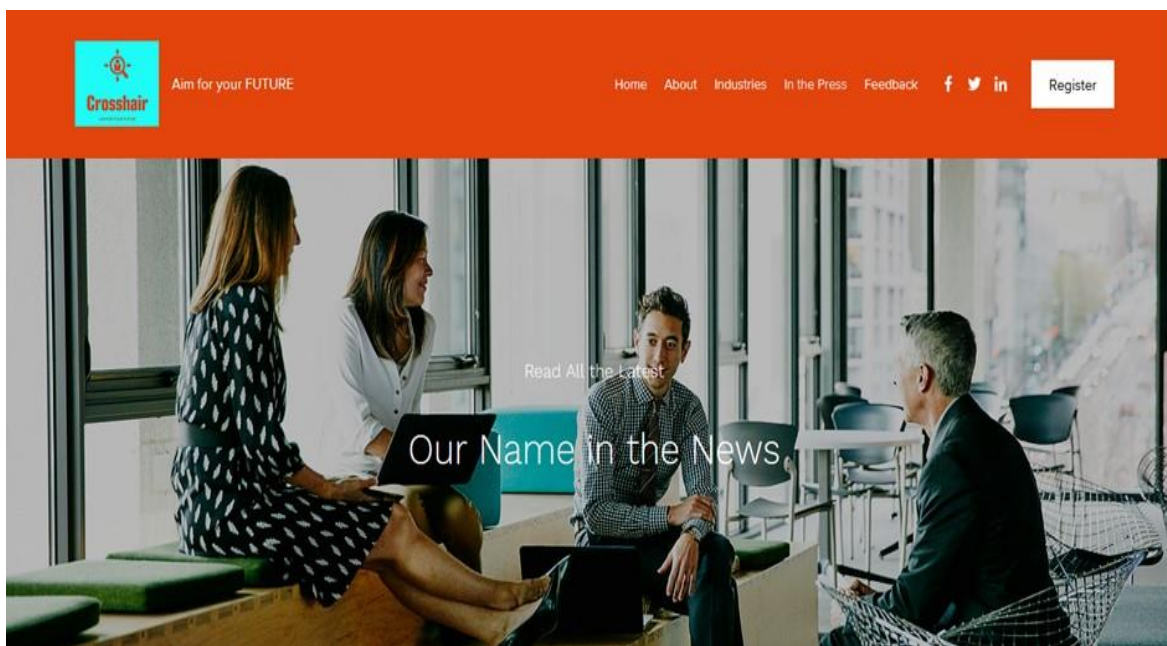 Crosshair
Aim for your FUTURE
Home About Industries In the Press Feedback f in Register
Read All the Latest
Our Name in the News